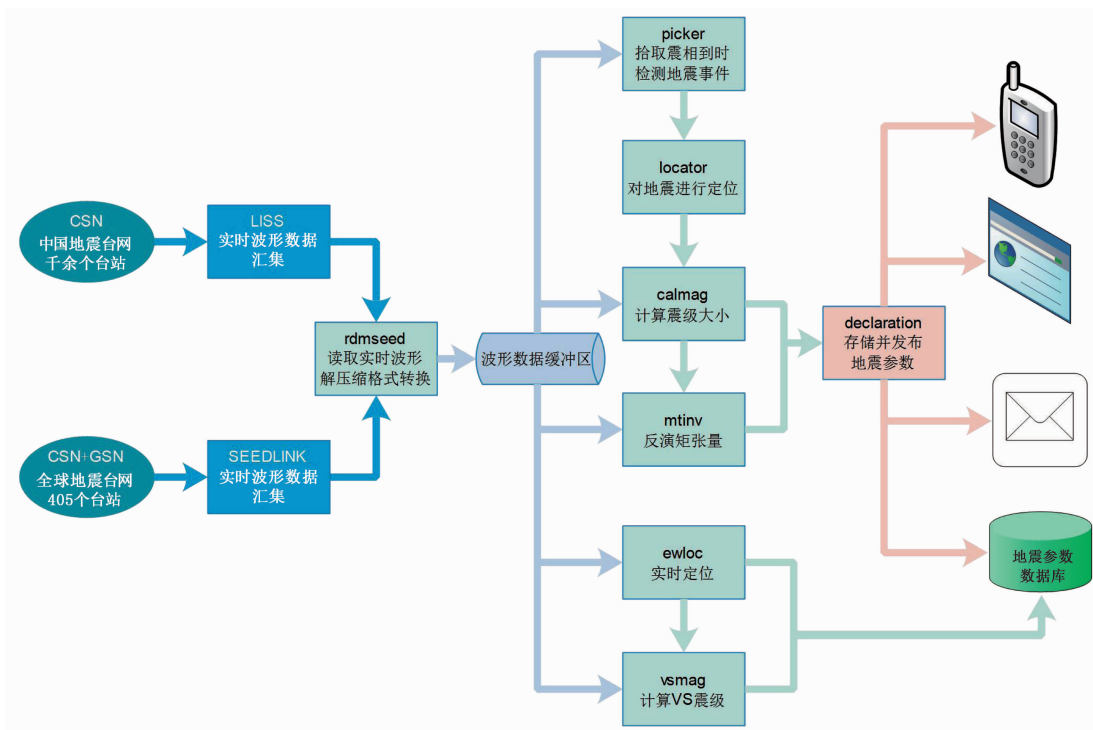 CSN
中国地震台网
千余个台站
LISS
实时波形数据
汇集
CSN+GSN
全球地震台网
405个台站
SEEDLINK
实时波形数据
汇集
rdmseed
读取实时波形
解压缩格式转换
波形数据缓冲区
picker
拾取震相到时
检测地震事件
locator
对地震进行定位
calmag
计算震级大小
mtinv
反演矩张量
ewloc
实时定位
vsmag
计算VS震级
declaration
存储并发布
地震参数
地震参数
数据库